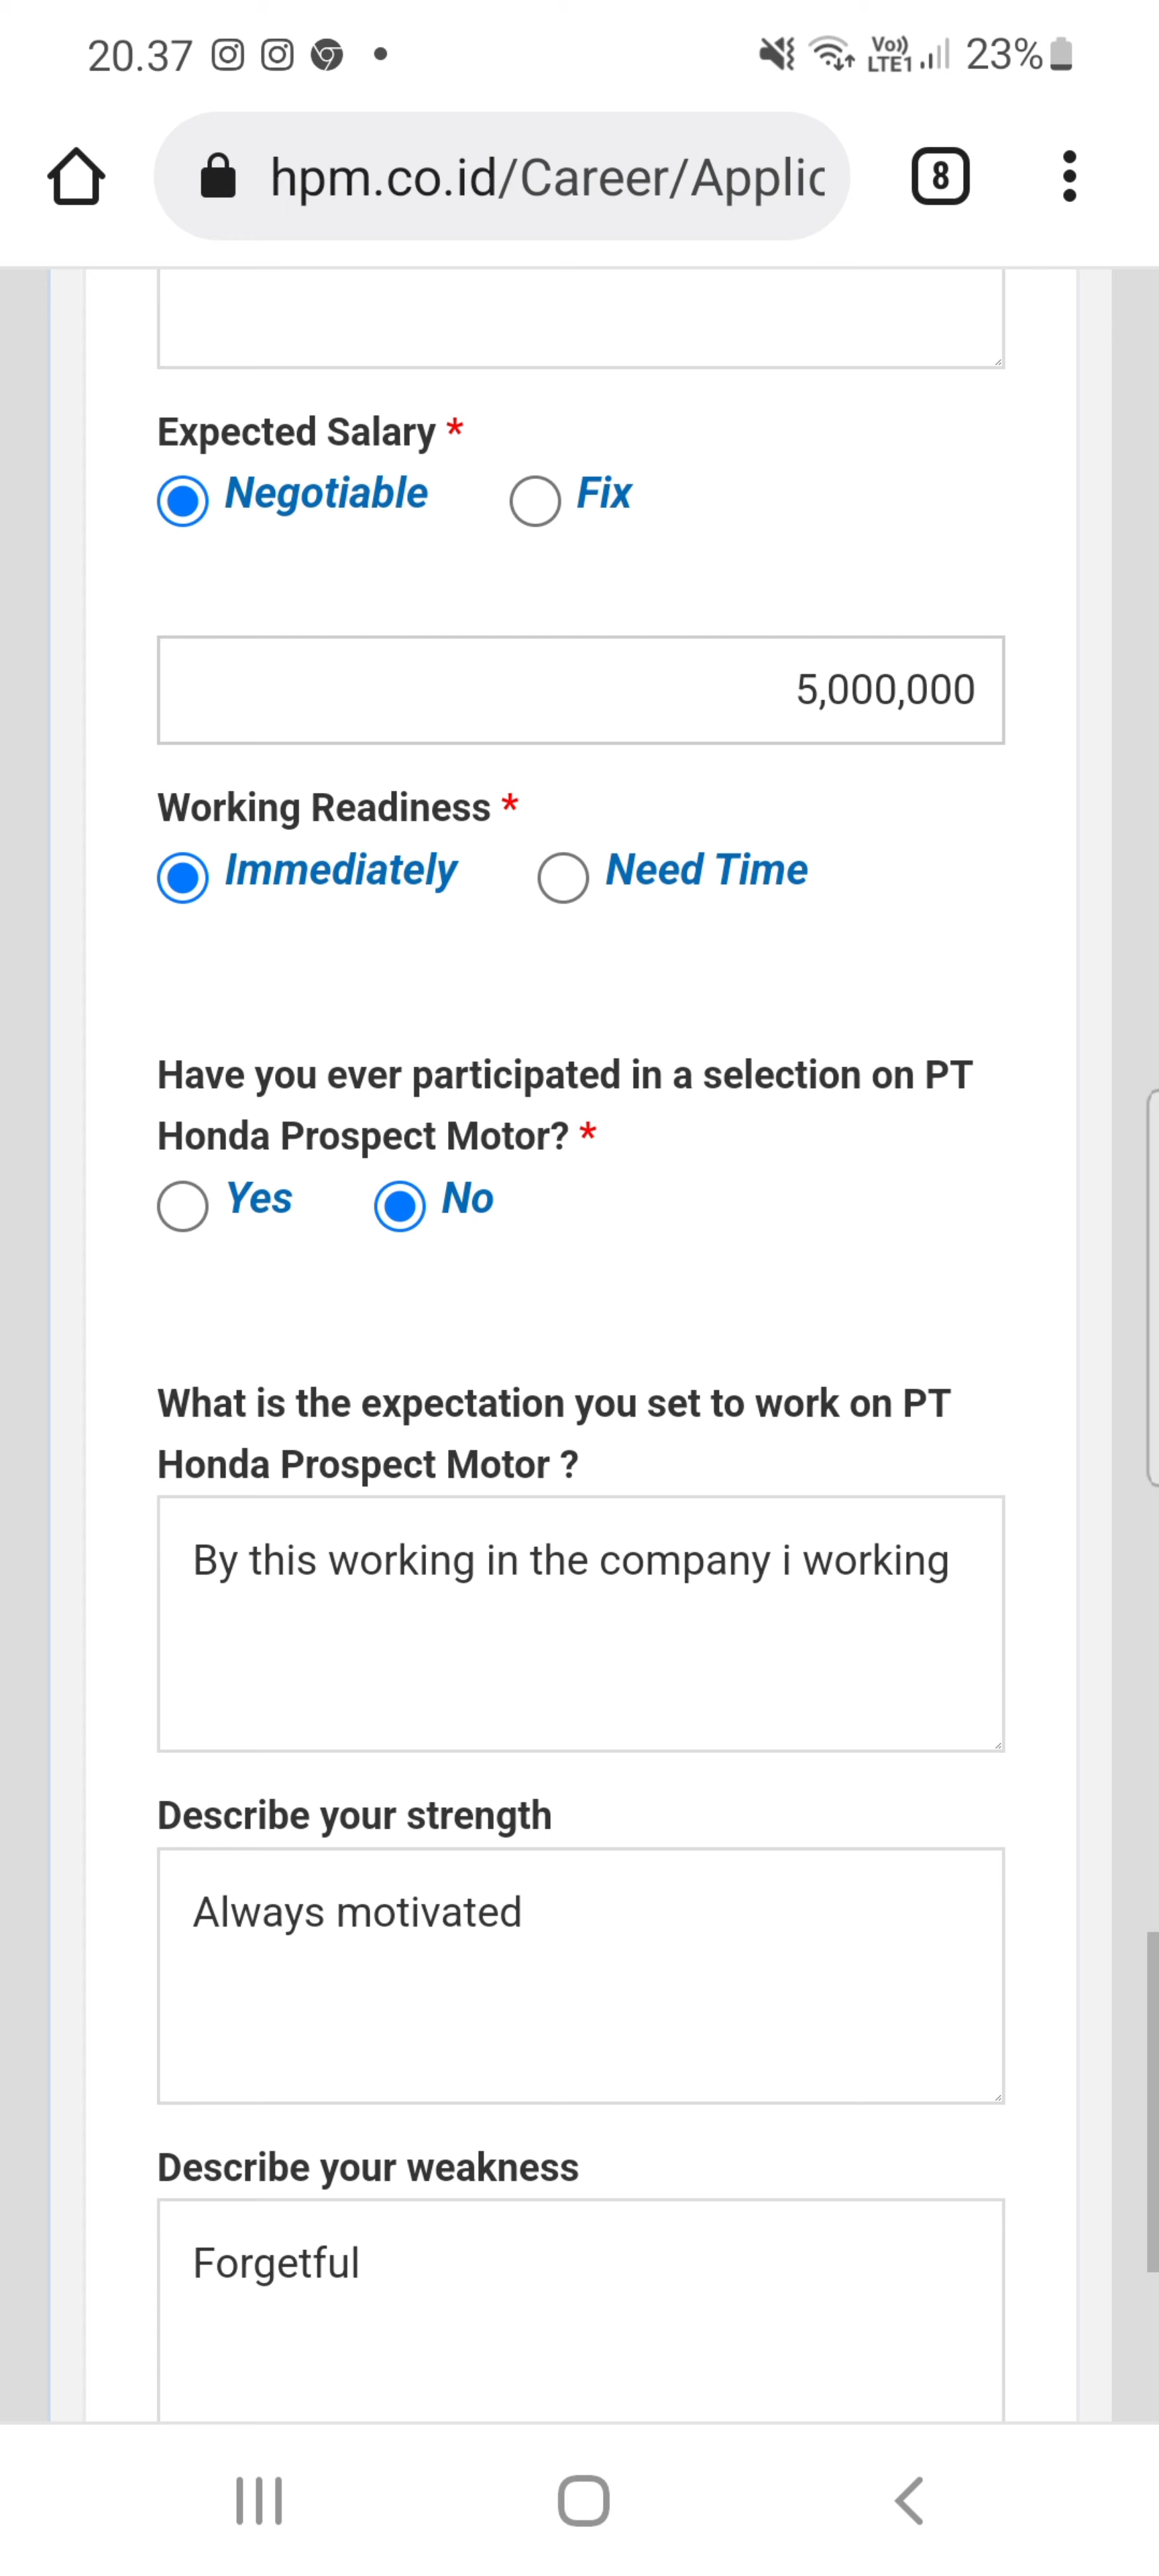 20.37
Vo)) LTE1 23%
hpm.co.id/Career/Applic
8
Expected Salary *
Negotiable Fix
5,000,000
Working Readiness *
Immediately Need Time
Have you ever participated in a selection on PT
Honda Prospect Motor? *
Yes No
What is the expectation you set to work on PT
Honda Prospect Motor ?
By this working in the company i working
Describe your strength
Always motivated
Describe your weakness
Forgetful